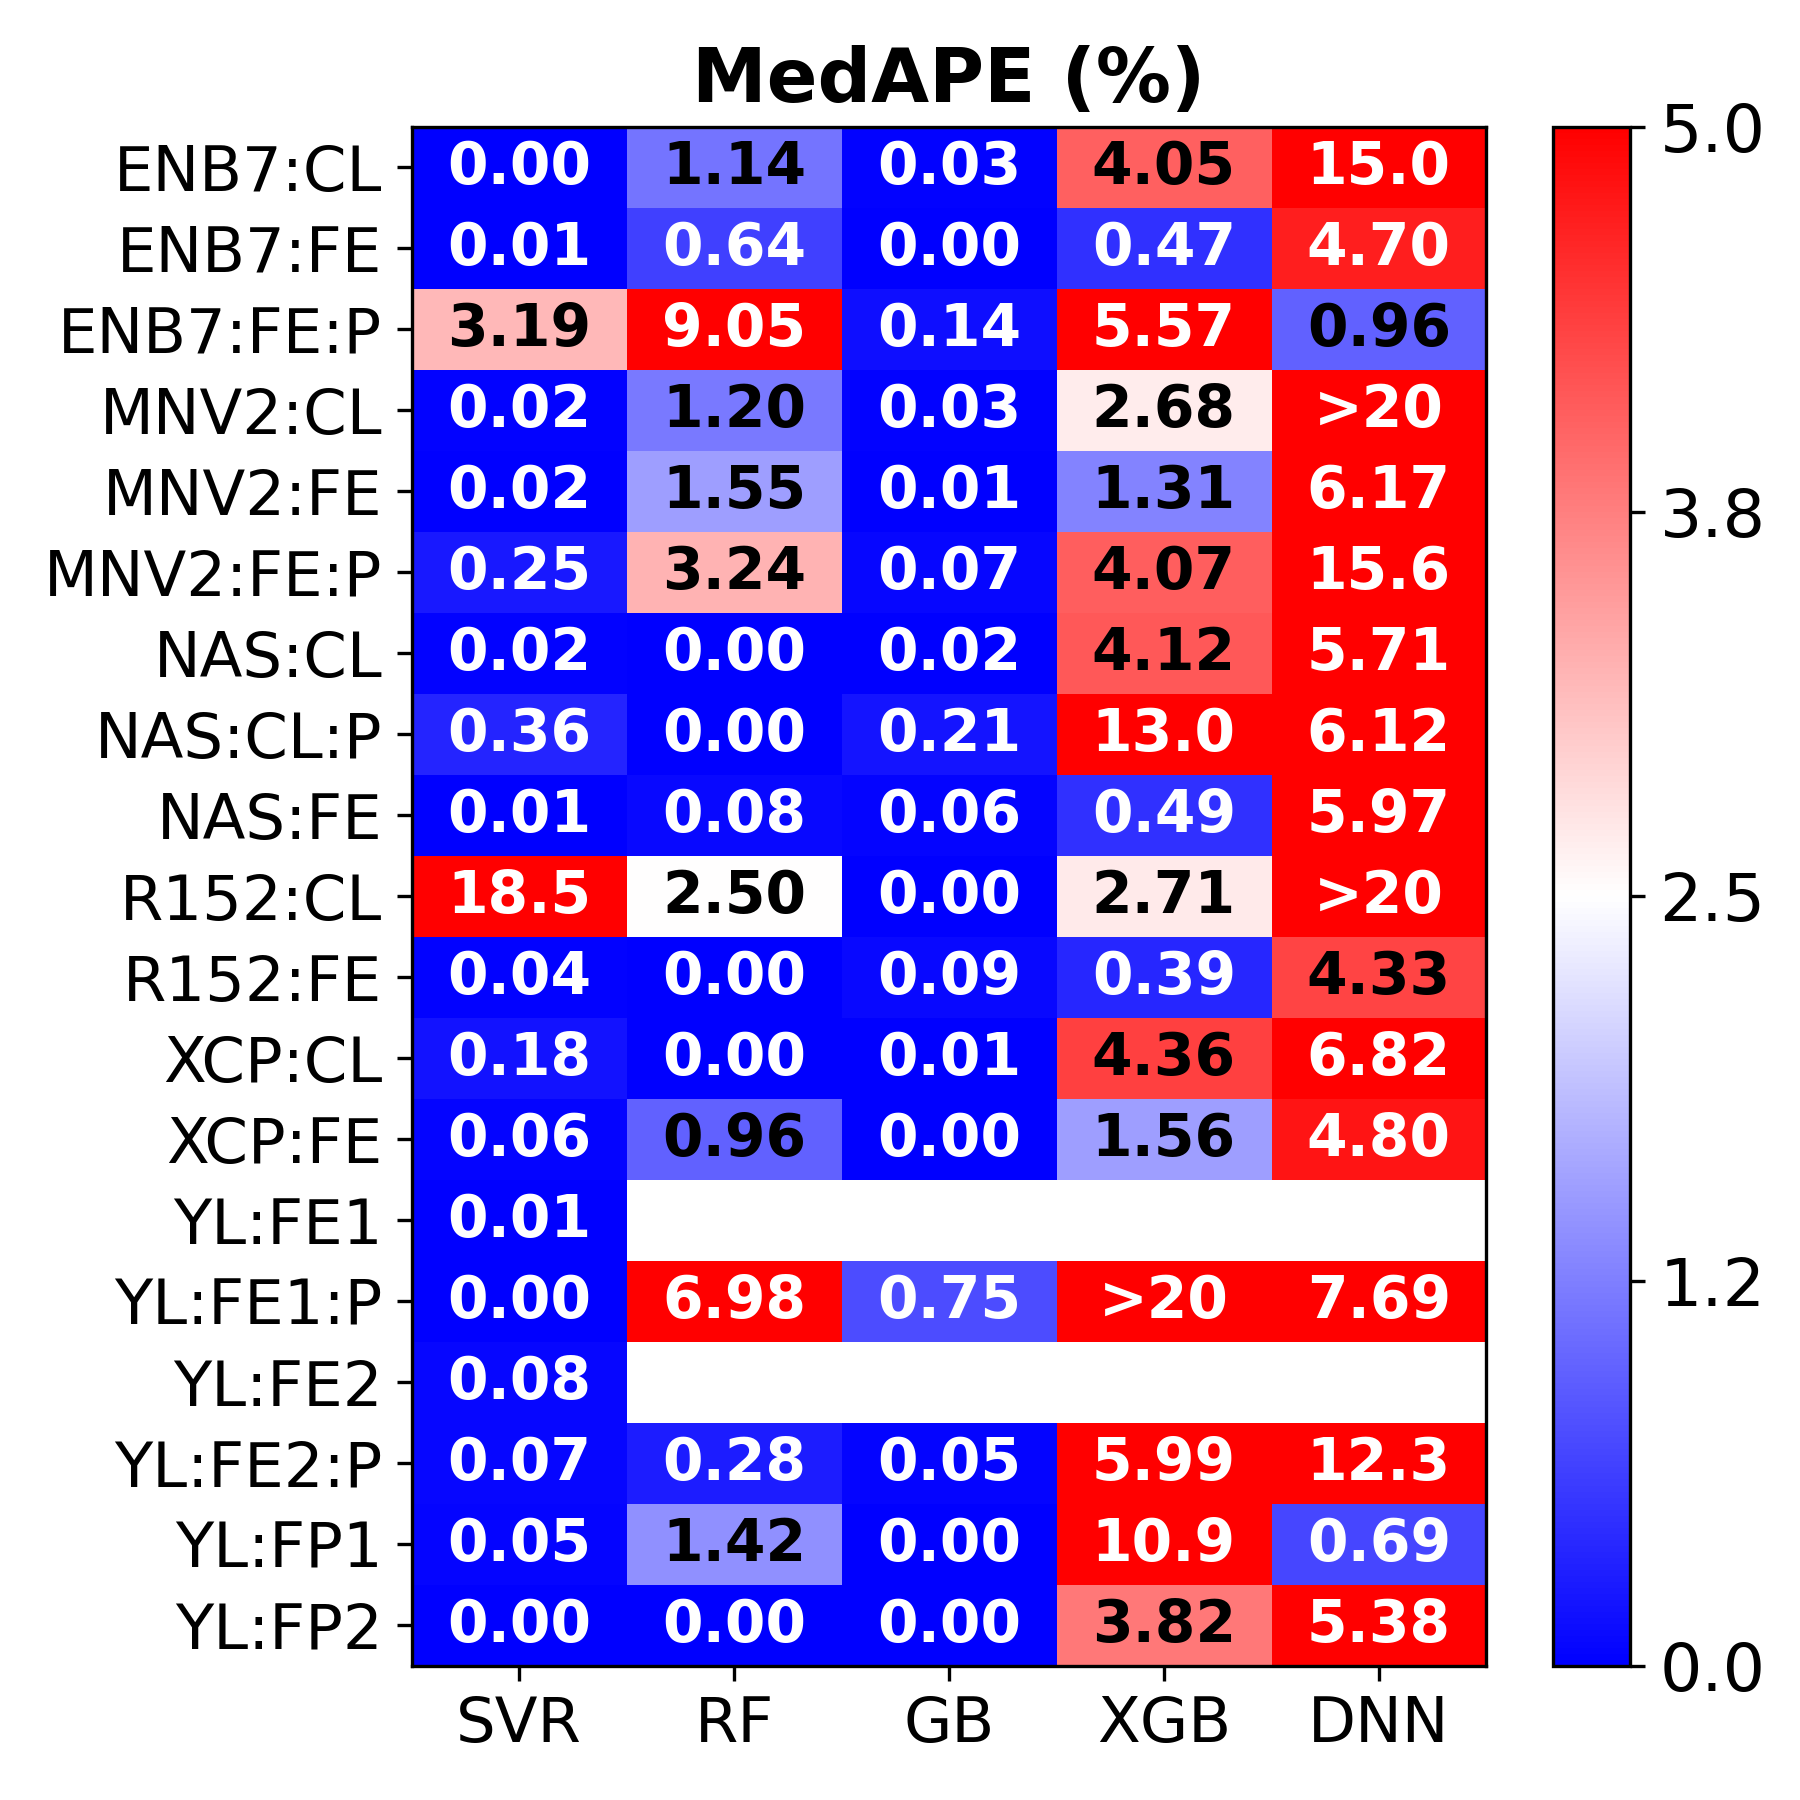 MedAPE (%)
ENB7:CL 0.00 1.14 0.03 4.05 15.0
ENB7:FE 0.01 0.64 0.00 0.47 4.70
ENB7:FE:P 3.19 9.05 0.14 5.57 0.96
MNV2:CL 0.02 1.20 0.03 2.68 >20
MNV2:FE 0.02 1.55 0.01 1.31 6.17
MNV2:FE:P 0.25 3.24 0.07 4.07 15.6
NAS:CL 0.02 0.00 0.02 4.12 5.71
NAS:CL:P 0.36 0.00 0.21 13.0 6.12
NAS:FE 0.01 0.08 0.06 0.49 5.97
R152:CL 18.5 2.50 0.00 2.71 >20
R152:FE 0.04 0.00 0.09 0.39 4.33
XCP:CL 0.18 0.00 0.01 4.36 6.82
XCP:FE 0.06 0.96 0.00 1.56 4.80
YL:FE1 0.01
YL:FE1:P 0.00 6.98 0.75 >20 7.69
YL:FE2 0.08
YL:FE2:P 0.07 0.28 0.05 5.99 12.3
YL:FP1 0.05 1.42 0.00 10.9 0.69
YL:FP2 0.00 0.00 0.00 3.82 5.38
SVR RF GB XGB DNN
5.0
3.8
2.5
1.2
0.0